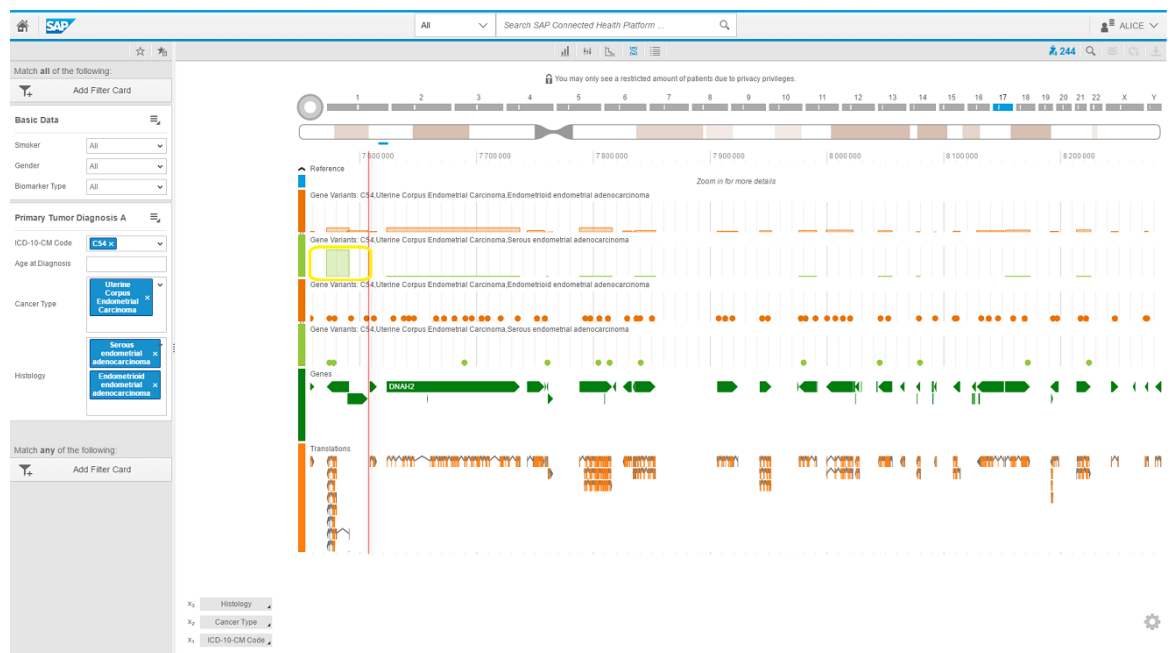 SAP
All
Search SAP Connected Health Platform ...
ALICE
244
Match all of the following:
Add Filter Card
Basic Data
Smoker
All
Gender
All
Biomarker Type
All
Primary Tumor Diagnosis A
ICD-10-CM Code
C54 ×
Age at Diagnosis
Cancer Type
Uterine
Corpus
Endometrial ×
Carcinoma
Histology
Serous
endometrial ×
adenocarcinoma
Endometrioid
endometrial ×
adenocarcinoma
Match any of the following:
Add Filter Card
You may only see a restricted amount of patients due to privacy privileges.
1 2 3 4 5 6 7 8 9 10 11 12 13 14 15 16 17 18 19 20 21 22 X Y
7 600 000 7 700 000 7 800 000 7 900 000 8 000 000 8 100 000 8 200 000
Reference
Zoom in for more details
Gene Variants: C54,Uterine Corpus Endometrial Carcinoma,Endometrioid endometrial adenocarcinoma
Gene Variants: C54,Uterine Corpus Endometrial Carcinoma,Serous endometrial adenocarcinoma
Gene Variants: C54,Uterine Corpus Endometrial Carcinoma,Endometrioid endometrial adenocarcinoma
Gene Variants: C54,Uterine Corpus Endometrial Carcinoma,Serous endometrial adenocarcinoma
Genes
DNAH2
Translations
X₃ Histology
X₂ Cancer Type
X₁ ICD-10-CM Code